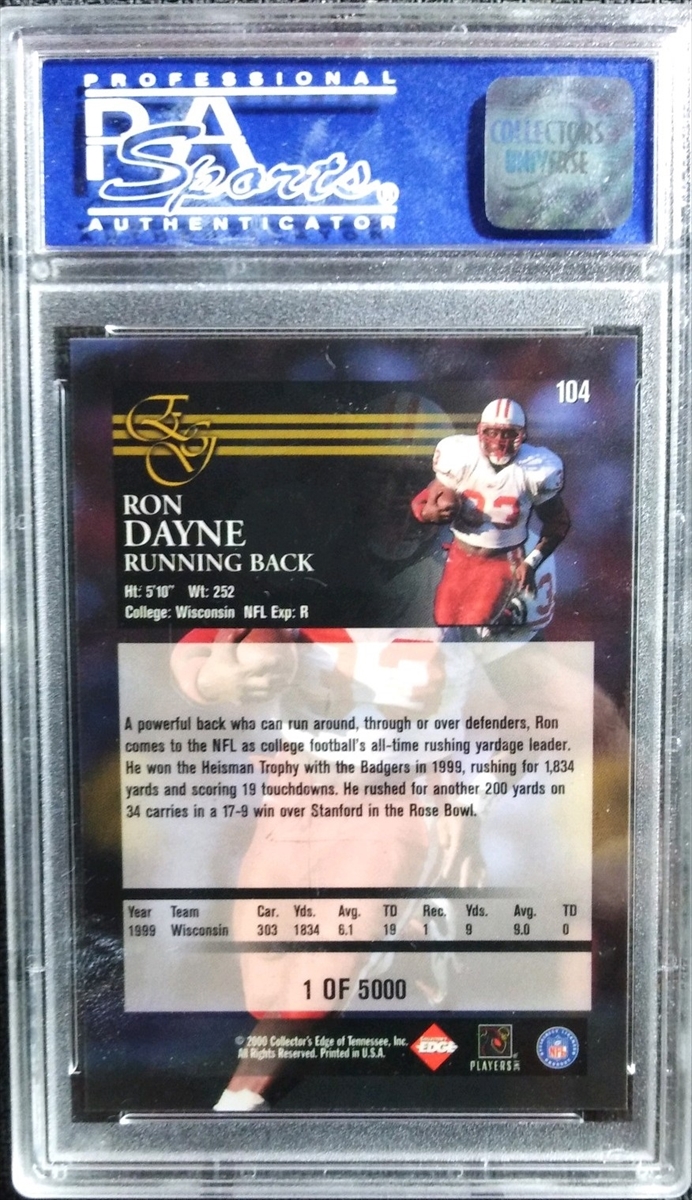 PROFESSIONAL
PSA
Sports®
AUTHENTICATOR
COLLECTORS
UNIVERSE
104
EG
RON
DAYNE
RUNNING BACK
Ht: 5'10" Wt: 252
College: Wisconsin NFL Exp: R
A powerful back who can run around, through or over defenders, Ron
comes to the NFL as college football's all-time rushing yardage leader.
He won the Heisman Trophy with the Badgers in 1999, rushing for 1,834
yards and scoring 19 touchdowns. He rushed for another 200 yards on
34 carries in a 17-9 win over Stanford in the Rose Bowl.
Year Team Car. Yds. Avg. TD Rec. Yds. Avg. TD
1999 Wisconsin 303 1834 6.1 19 1 9 9.0 0
1 OF 5000
© 2000 Collector's Edge of Tennessee, Inc.
All Rights Reserved. Printed in U.S.A.
EDGE
PLAYERS
NFL